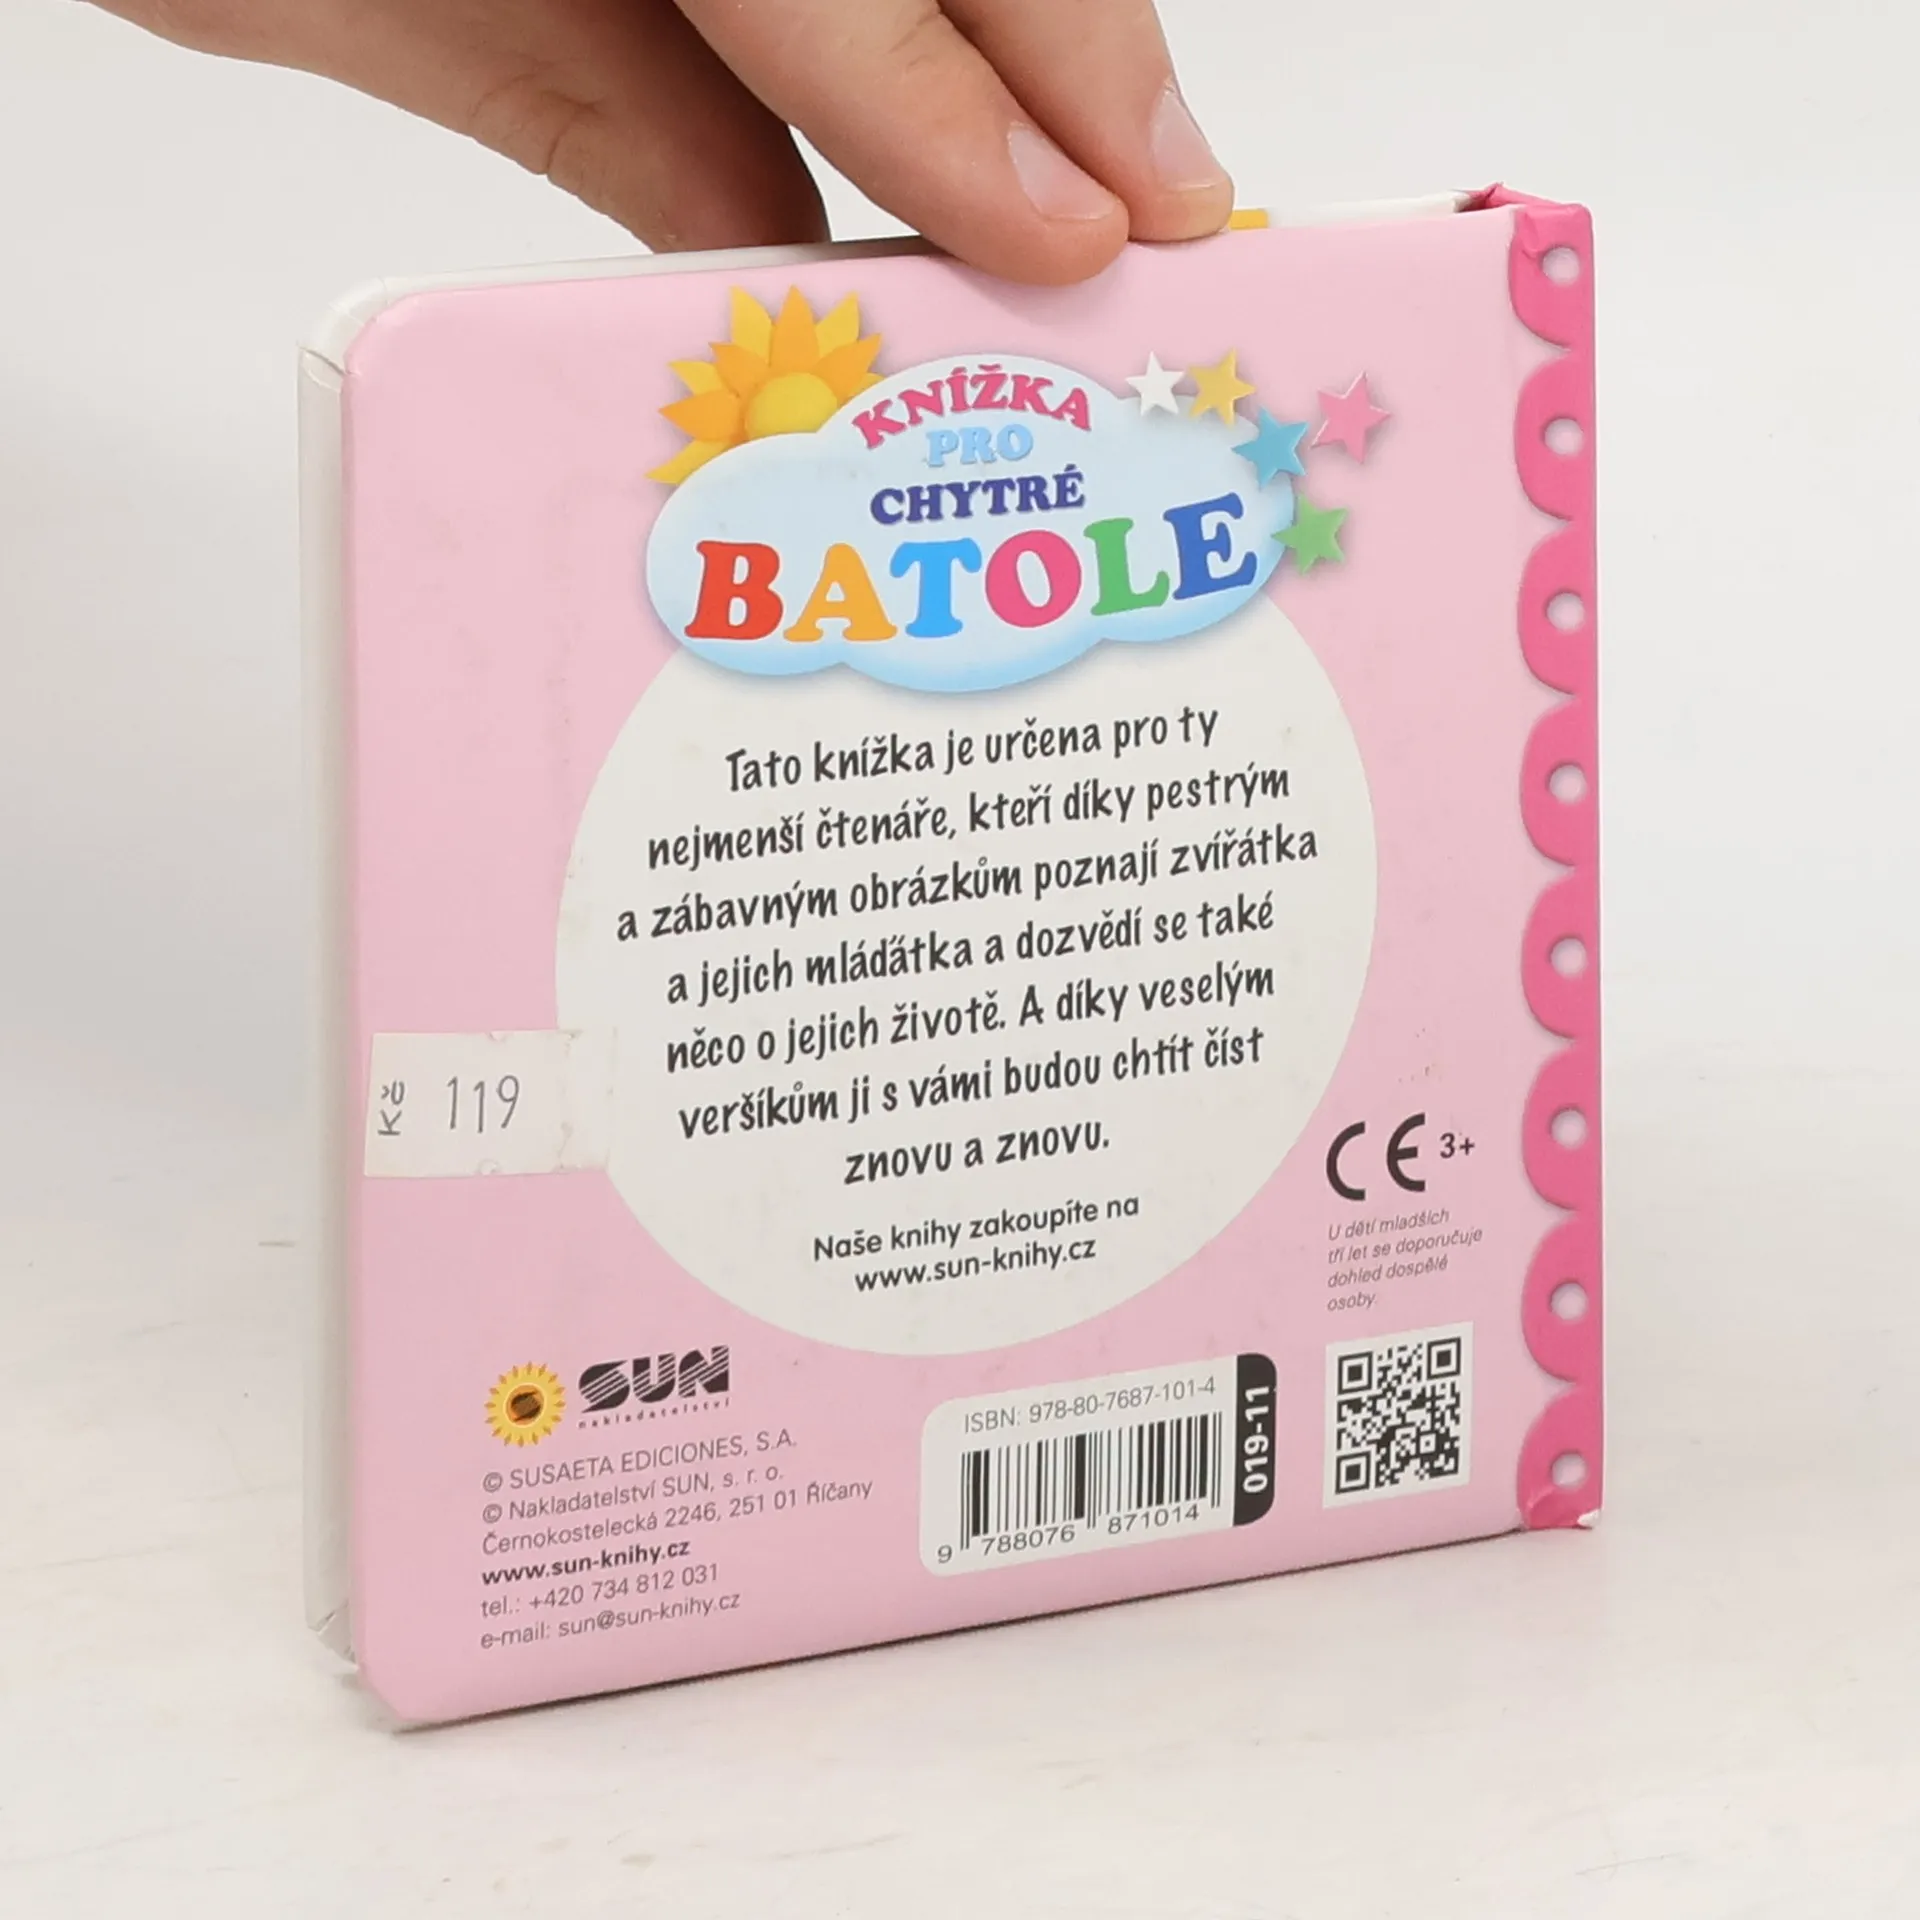 KNÍŽKA
PRO
CHYTRÉ
BATOLE
Tato knížka je určena pro ty
nejmenší čtenáře, kteří díky pestrým
a zábavným obrázkům poznají zvířátka
a jejich mláďátka a dozvědí se také
něco o jejich životě. A díky veselým
veršíkům ji s vámi budou chtít číst
znovu a znovu.
Naše knihy zakoupíte na
www.sun-knihy.cz
Kč 119
CE 3+
U dětí mladších
tří let se doporučuje
dohled dospělé
osoby.
SUN
nakladatelství
© SUSAETA EDICIONES, S.A.
© Nakladatelství SUN, s. r. o.
Černokostelecká 2246, 251 01 Říčany
www.sun-knihy.cz
tel.: +420 734 812 031
e-mail: sun@sun-knihy.cz
ISBN: 978-80-7687-101-4
9 788076 871014
019-11